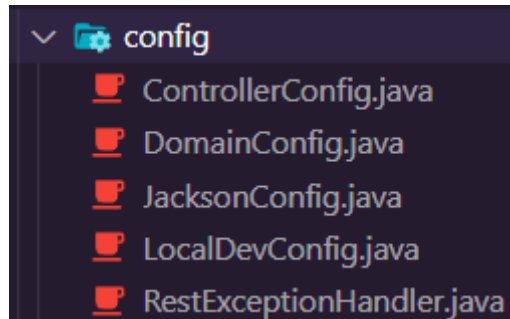 config
ControllerConfig.java
DomainConfig.java
JacksonConfig.java
LocalDevConfig.java
RestExceptionHandler.java